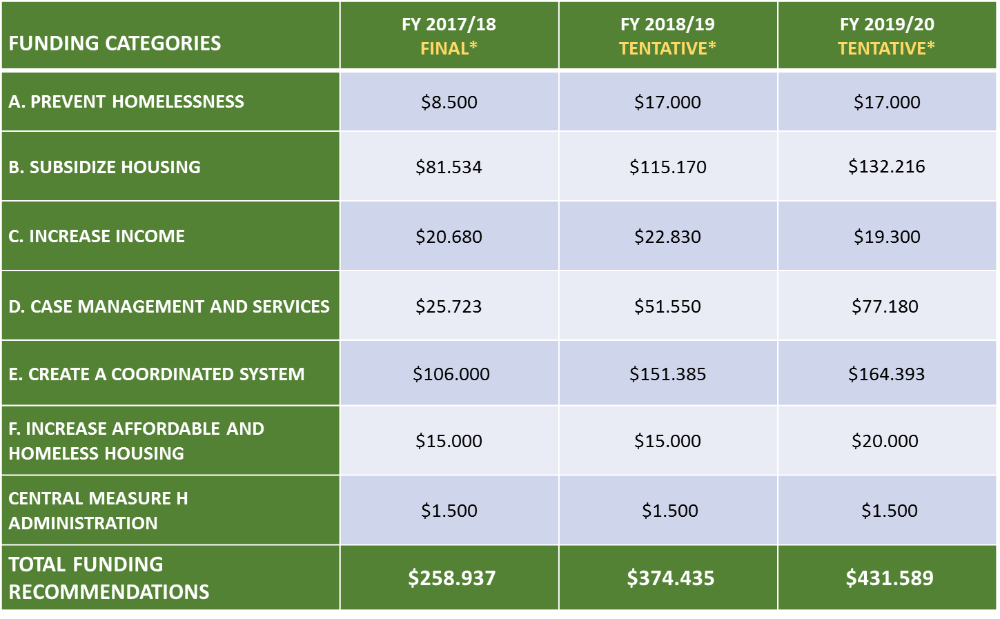 FUNDING CATEGORIES
FY 2017/18
FINAL*
FY 2018/19
TENTATIVE*
FY 2019/20
TENTATIVE*
A. PREVENT HOMELESSNESS
$8.500
$17.000
$17.000
B. SUBSIDIZE HOUSING
$81.534
$115.170
$132.216
C. INCREASE INCOME
$20.680
$22.830
$19.300
D. CASE MANAGEMENT AND SERVICES
$25.723
$51.550
$77.180
E. CREATE A COORDINATED SYSTEM
$106.000
$151.385
$164.393
F. INCREASE AFFORDABLE AND
HOMELESS HOUSING
$15.000
$15.000
$20.000
CENTRAL MEASURE H
ADMINISTRATION
$1.500
$1.500
$1.500
TOTAL FUNDING
RECOMMENDATIONS
$258.937
$374.435
$431.589